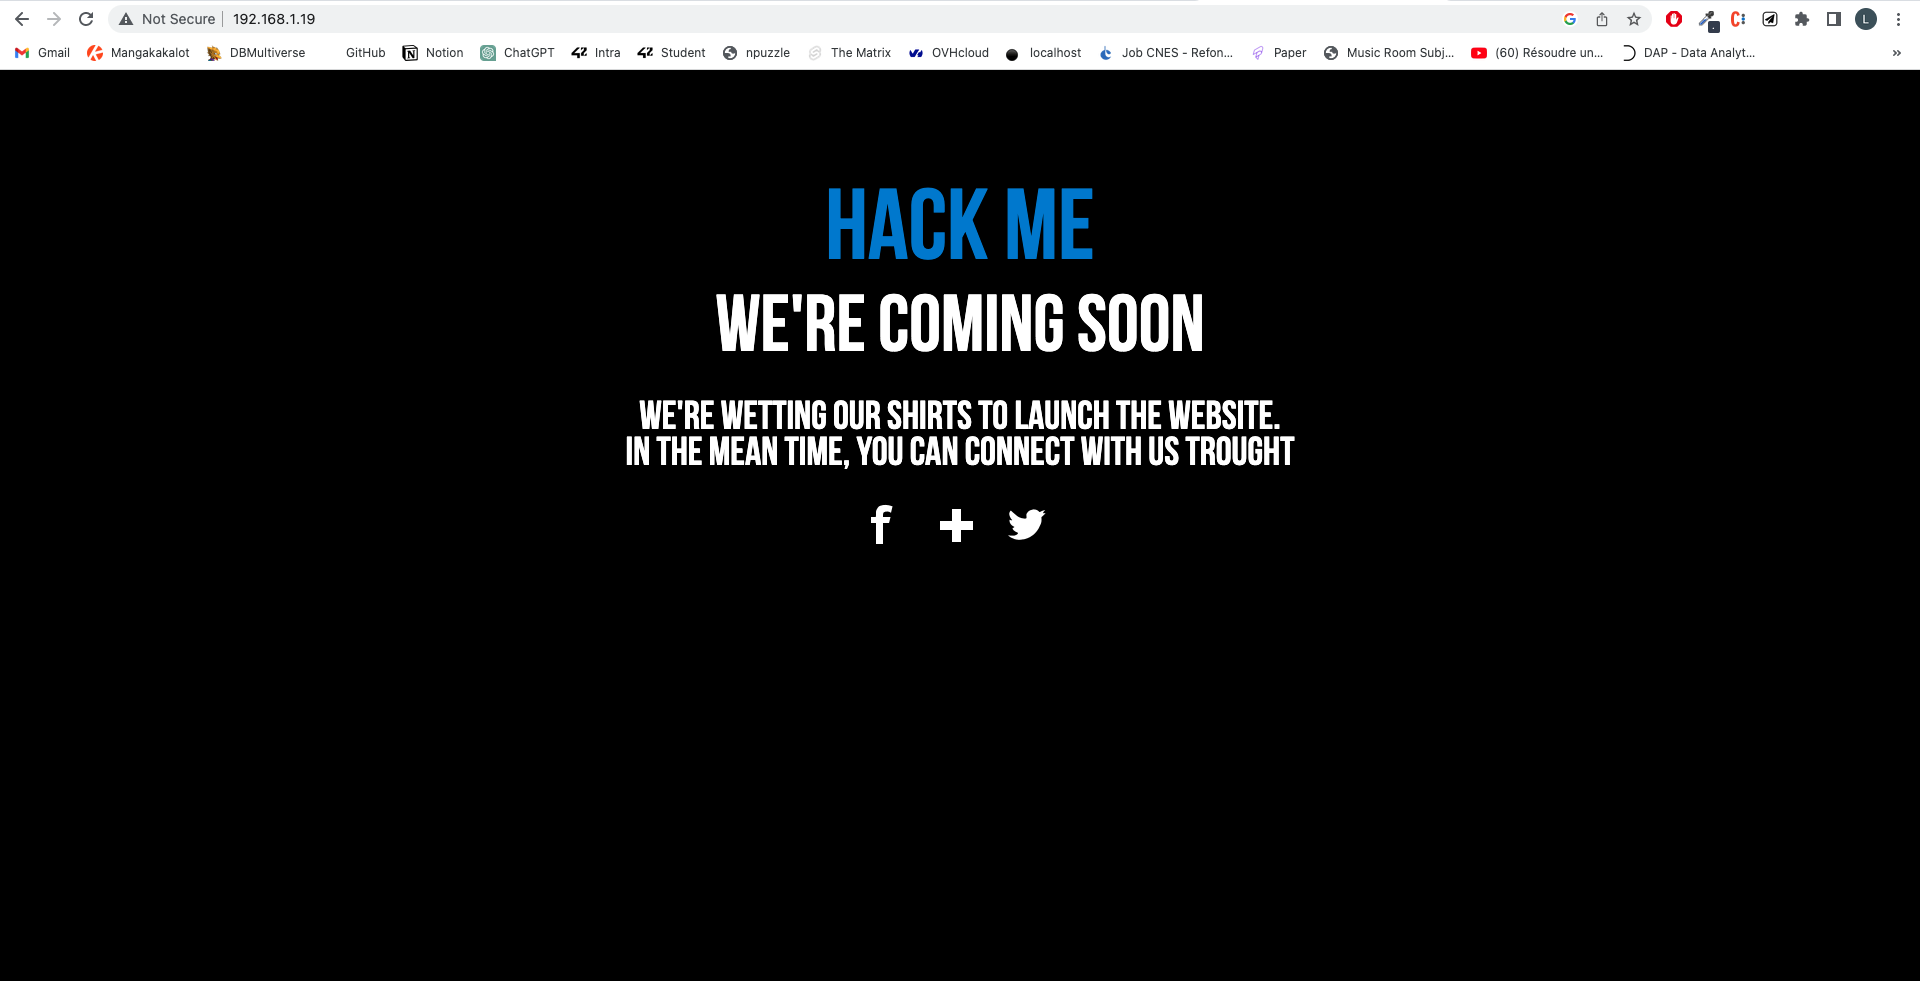 Not Secure 192.168.1.19 L
Gmail Mangakakalot DBMultiverse GitHub Notion ChatGPT 42 Intra 42 Student npuzzle The Matrix OVHcloud localhost Job CNES - Refon... Paper Music Room Subj... (60) Résoudre un... DAP - Data Analyt... »
HACK ME
WE'RE COMING SOON
WE'RE WETTING OUR SHIRTS TO LAUNCH THE WEBSITE.
IN THE MEAN TIME, YOU CAN CONNECT WITH US TROUGHT